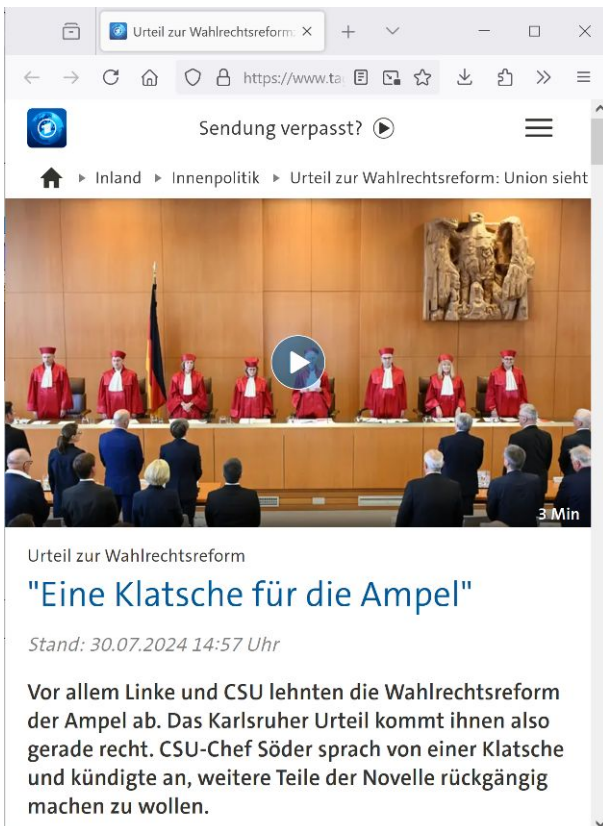 Urteil zur Wahlrechtsreform:
https://www.ta
Sendung verpasst?
Inland Innenpolitik Urteil zur Wahlrechtsreform: Union sieht
3 Min
Urteil zur Wahlrechtsreform
"Eine Klatsche für die Ampel"
Stand: 30.07.2024 14:57 Uhr
Vor allem Linke und CSU lehnten die Wahlrechtsreform
der Ampel ab. Das Karlsruher Urteil kommt ihnen also
gerade recht. CSU-Chef Söder sprach von einer Klatsche
und kündigte an, weitere Teile der Novelle rückgängig
machen zu wollen.